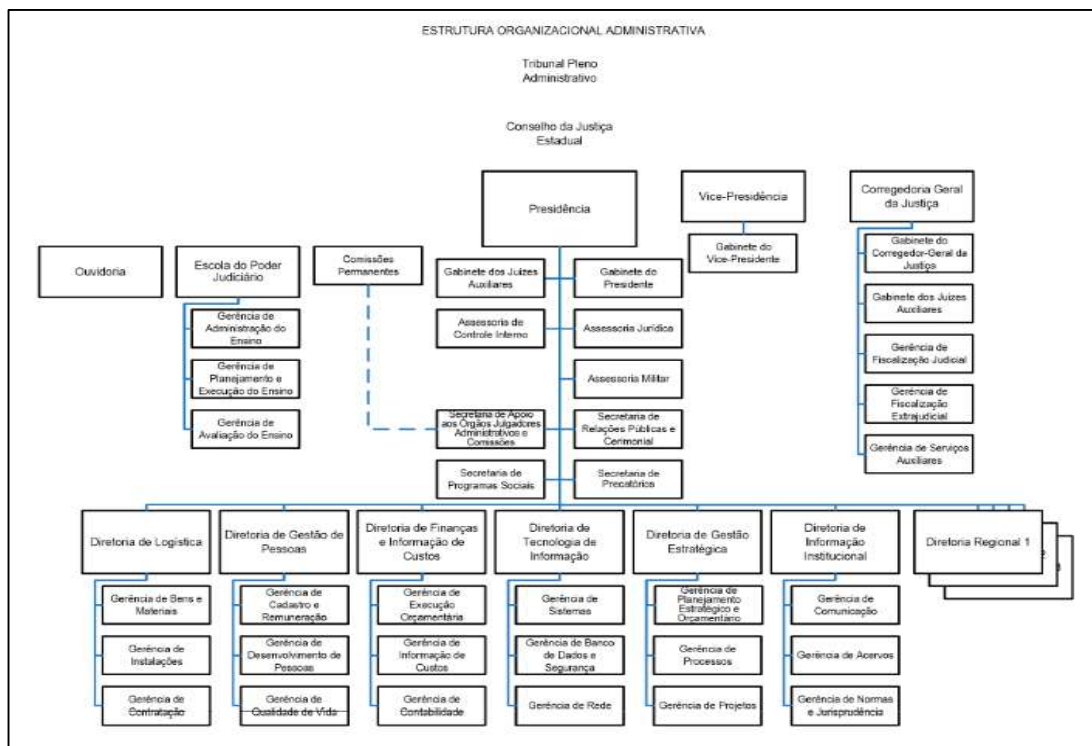 ESTRUTURA ORGANIZACIONAL ADMINISTRATIVA
Tribunal Pleno
Administrativo
Conselho da Justiça
Estadual
Presidência
Vice-Presidência
Corregedoria Geral
da Justiça
Gabinete do
Vice-Presidente
Gabinete do
Corregedor-Geral da
Justiça
Gabinete dos Juizes
Auxiliares
Gerência de
Fiscalização Judicial
Gerência de
Fiscalização
Extrajudicial
Gerência de Serviços
Auxiliares
Ouvidoria
Escola do Poder
Judiciário
Gerência de
Administração do
Ensino
Gerência de
Planejamento e
Execução do Ensino
Gerência de
Avaliação do Ensino
Comissões
Permanentes
Gabinete dos Juízes
Auxiliares
Gabinete do
Presidente
Assessoria de
Controle Interno
Assessoria Jurídica
Assessoria Militar
Secretaria de Apoio
aos Órgãos Julgadores
Administrativos e
Comissões
Secretaria de
Relações Públicas e
Cerimonial
Secretaria de
Programas Sociais
Secretaria de
Precatórios
Diretoria de Logística
Gerência de Bens e
Materiais
Gerência de
Instalações
Gerência de
Contratação
Diretoria de Gestão de
Pessoas
Gerência de
Cadastro e
Remuneração
Gerência de
Desenvolvimento de
Pessoas
Gerência de
Qualidade de Vida
Diretoria de Finanças
e Informação de
Custos
Gerência de
Execução
Orçamentária
Gerência de
Informação de
Custos
Gerência de
Contabilidade
Diretoria de
Tecnologia de
Informação
Gerência de
Sistemas
Gerência de Banco
de Dados e
Segurança
Gerência de Rede
Diretoria de Gestão
Estratégica
Gerência de
Planejamento
Estratégico e
Orçamentário
Gerência de
Processos
Gerência de Projetos
Diretoria de
Informação
Institucional
Gerência de
Comunicação
Gerência de Acervos
Gerência de Normas
e Jurisprudência
Diretoria Regional 1